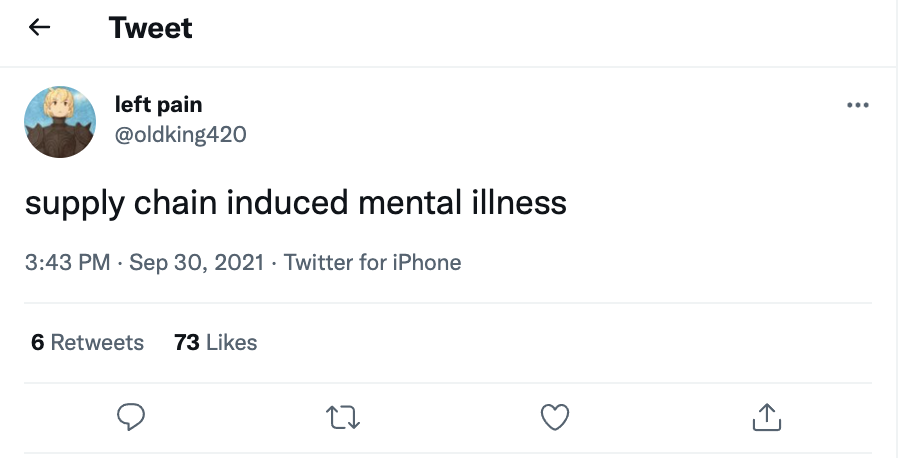 Tweet
left pain
@oldking420
supply chain induced mental illness
3:43 PM · Sep 30, 2021 · Twitter for iPhone
6 Retweets 73 Likes